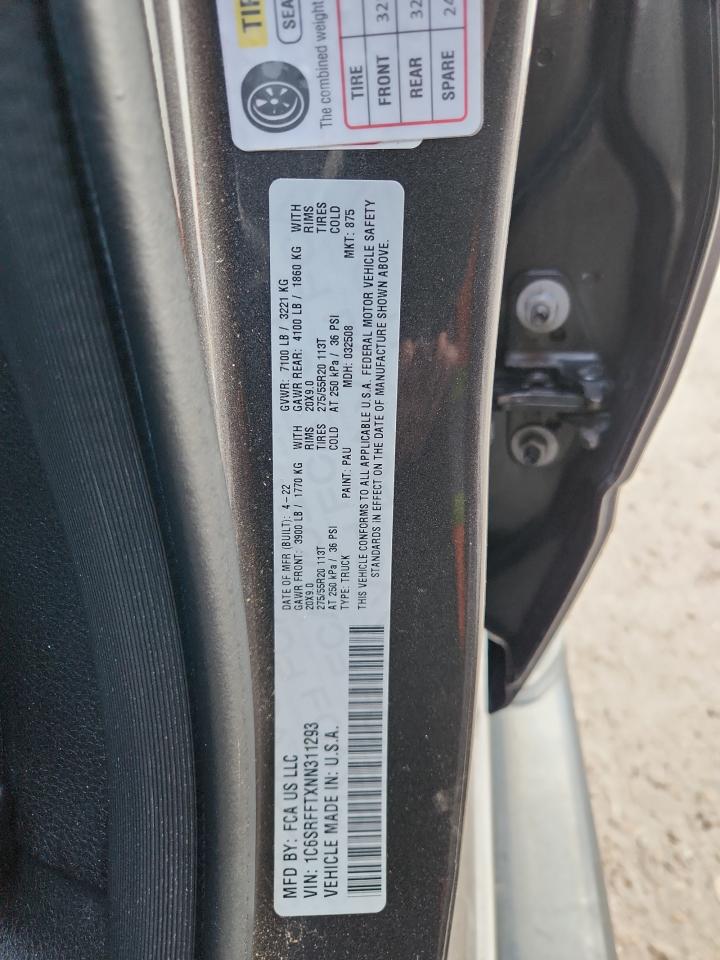 TIR
SEA
The combined weight
TIRE
FRONT 32
REAR 32
SPARE 24
MFD BY: FCA US LLC
VIN: 1C6SRFFTXNN311293
VEHICLE MADE IN: U.S.A.
DATE OF MFR (BUILT): 4-22 GVWR: 7100 LB / 3221 KG
GAWR FRONT: 3900 LB / 1770 KG WITH GAWR REAR: 4100 LB / 1860 KG WITH
20X9.0 RIMS 20X9.0 RIMS
275/55R20 113T TIRES 275/55R20 113T TIRES
AT 250 kPa / 36 PSI COLD AT 250 kPa / 36 PSI COLD
TYPE: TRUCK PAINT: PAU MDH: 032508 MKT: 875
THIS VEHICLE CONFORMS TO ALL APPLICABLE U.S.A. FEDERAL MOTOR VEHICLE SAFETY
STANDARDS IN EFFECT ON THE DATE OF MANUFACTURE SHOWN ABOVE.